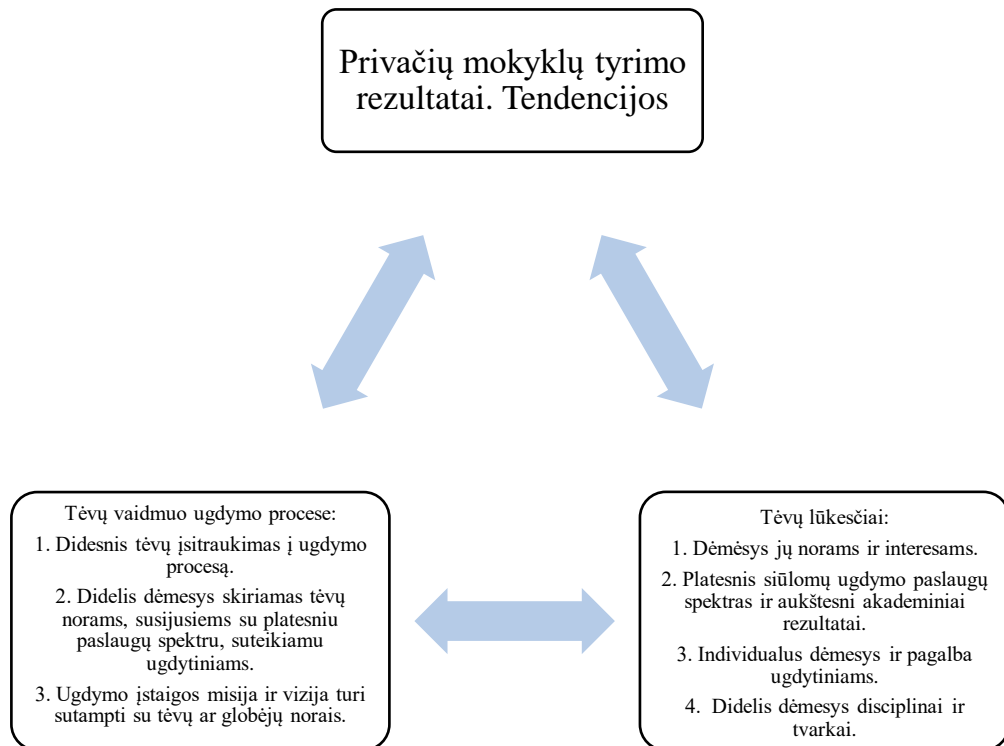 Privačių mokyklų tyrimo
rezultatai. Tendencijos
Tėvų vaidmuo ugdymo procese:
1. Didesnis tėvų įsitraukimas į ugdymo
procesą.
2. Didelis dėmesys skiriamas tėvų
norams, susijusiems su platesniu
paslaugų spektru, suteikiamu
ugdytiniams.
3. Ugdymo įstaigos misija ir vizija turi
sutampti su tėvų ar globėjų norais.
Tėvų lūkesčiai:
1. Dėmėsys jų norams ir interesams.
2. Platesnis siūlomų ugdymo paslaugų
spektras ir aukštesni akademiniai
rezultatai.
3. Individualus dėmesys ir pagalba
ugdytiniams.
4. Didelis dėmesys disciplinai ir
tvarkai.